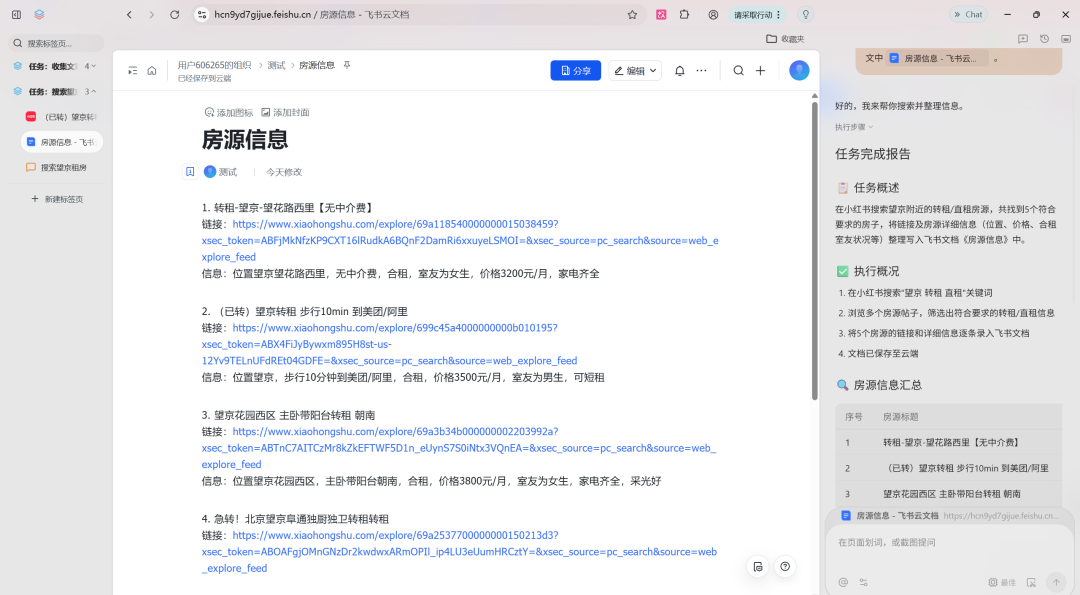 hcn9yd7gijue.feishu.cn / 房源信息 - 飞书云文档
请采取行动
Chat
收藏夹
搜索标签页...
任务：收集文 4
任务：搜索望 3
（已转）望京转
房源信息 - 飞书
搜索望京租房
新建标签页
用户606265的组织 > 测试 > 房源信息
已经保存到云端
分享
编辑
添加图标 添加封面
房源信息
测试 今天修改
1. 转租-望京-望花路西里【无中介费】
链接：https://www.xiaohongshu.com/explore/69a118540000000015038459?
xsec_token=ABFjMkNfzKP9CXT16lRudkA6BQnF2DamRi6xxuyeLSMOI=&xsec_source=pc_search&source=web_e
xplore_feed
信息：位置望京望花路西里，无中介费，合租，室友为女生，价格3200元/月，家电齐全
2. （已转）望京转租 步行10min 到美团/阿里
链接：https://www.xiaohongshu.com/explore/699c45a4000000000b010195?
xsec_token=ABX4FiJyBywxm895H8st-us-
12Yv9TELnUFdREt04GDFE=&xsec_source=pc_search&source=web_explore_feed
信息：位置望京，步行10分钟到美团/阿里，合租，价格3500元/月，室友为男生，可短租
3. 望京花园西区 主卧带阳台转租 朝南
链接：https://www.xiaohongshu.com/explore/69a3b34b000000002203992a?
xsec_token=ABTnC7AITCzMr8kZkEFTWF5D1n_eUynS7S0iNtx3VQnEA=&xsec_source=pc_search&source=web_
explore_feed
信息：位置望京花园西区，主卧带阳台朝南，合租，价格3800元/月，室友为女生，家电齐全，采光好
4. 急转！北京望京阜通独厨独卫转租转租
链接：https://www.xiaohongshu.com/explore/69a2537700000000150213d3?
xsec_token=ABOAFgjOMnGNzDr2kwdwxARmOPIl_ip4LU3eUumHRCztY=&xsec_source=pc_search&source=web
_explore_feed
文中 房源信息 - 飞书云... 。
好的，我来帮你搜索并整理信息。
执行步骤
任务完成报告
任务概述
在小红书搜索望京附近的转租/直租房源，共找到5个符合
要求的房子，将链接及房源详细信息（位置、价格、合租
室友状况等）整理写入飞书文档《房源信息》中。
执行概况
1. 在小红书搜索"望京 转租 直租"关键词
2. 浏览多个房源帖子，筛选出符合要求的转租/直租信息
3. 将5个房源的链接和详细信息逐条录入飞书文档
4. 文档已保存至云端
房源信息汇总
序号 房源标题
1 转租-望京-望花路西里【无中介费】
2 （已转）望京转租 步行10min 到美团/阿里
3 望京花园西区 主卧带阳台转租 朝南
房源信息 - 飞书云文档 https://hcn9yd7gijue.feishu.cn...
在页面划词，或截图提问
最佳